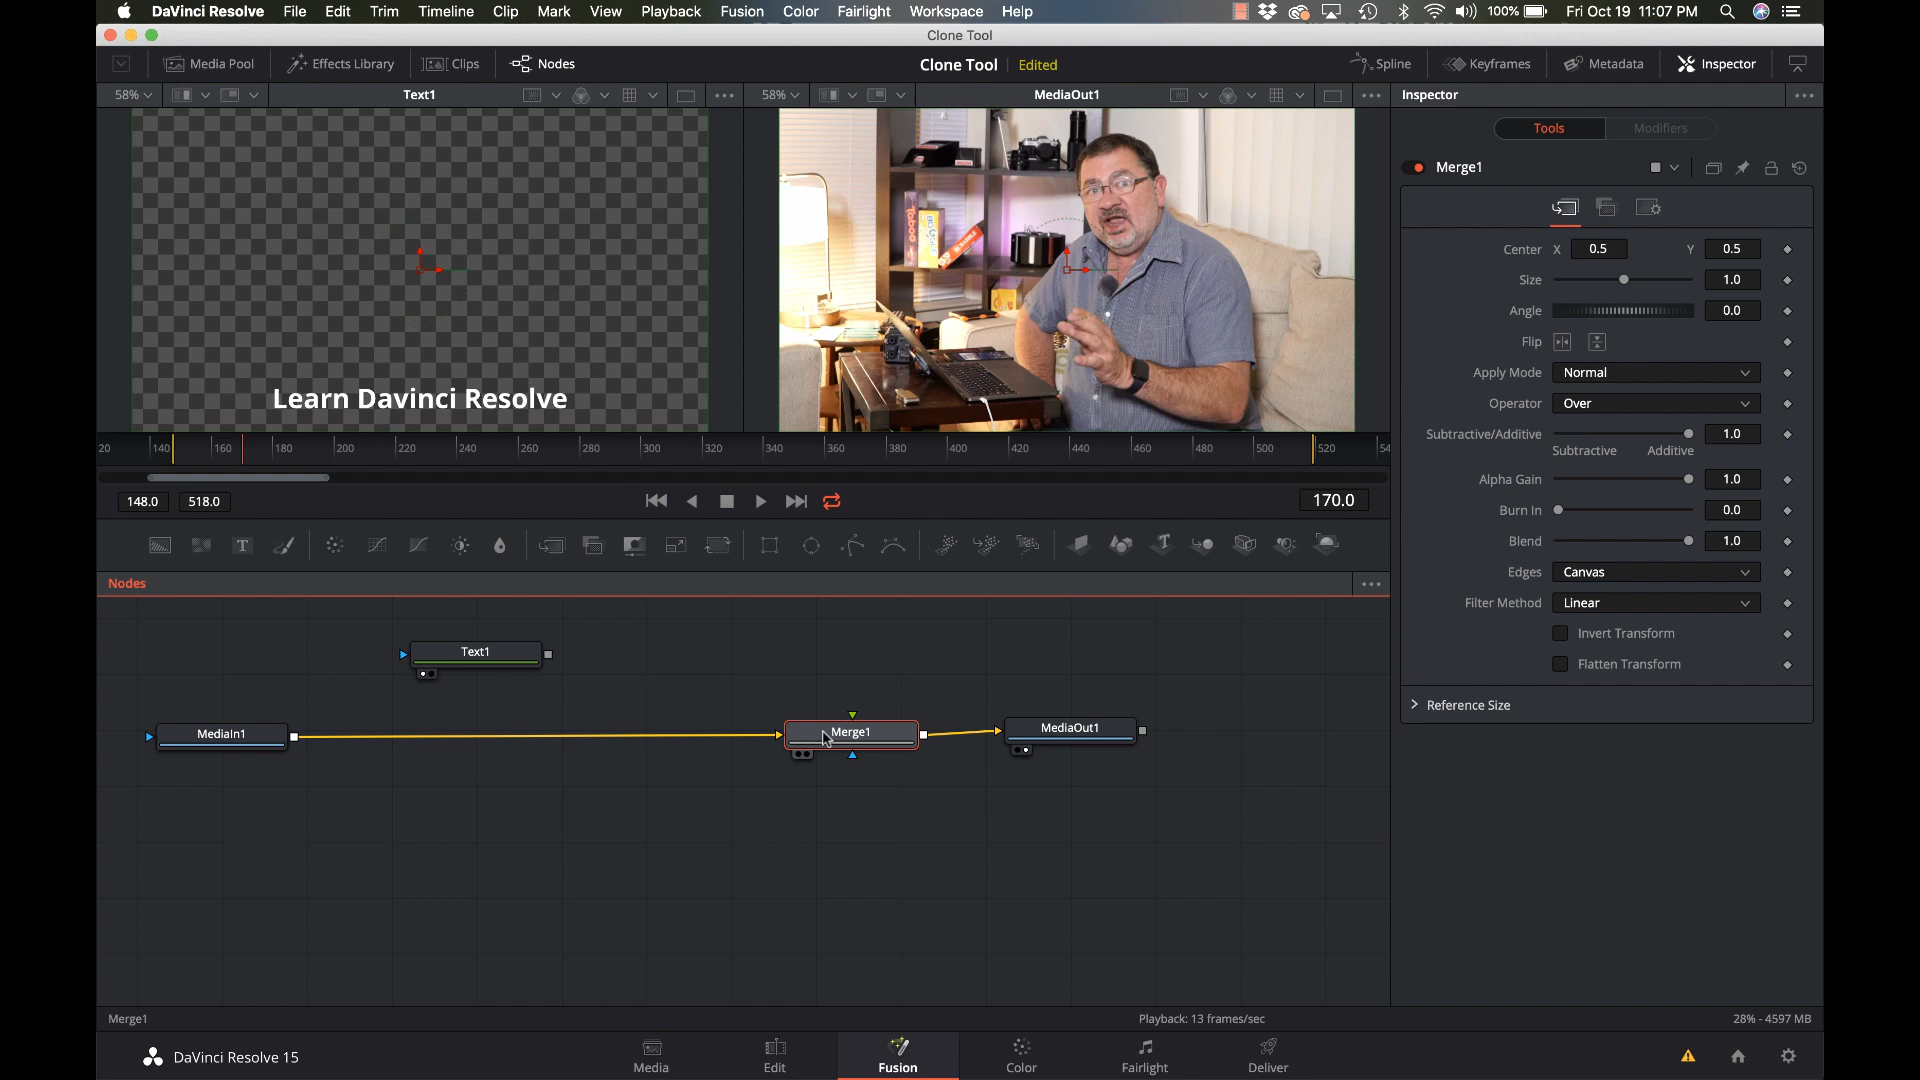 DaVinci Resolve File Edit Trim Timeline Clip Mark View Playback Fusion Color Fairlight Workspace Help 100% Fri Oct 19 11:07 PM
Clone Tool
Media Pool Effects Library Clips Nodes Clone Tool Edited Spline Keyframes Metadata Inspector
58% Text1 58% MediaOut1 Inspector
Tools Modifiers
Merge1
Center X 0.5 Y 0.5
Size 1.0
Angle 0.0
Flip
Apply Mode Normal
Operator Over
Subtractive/Additive 1.0
Subtractive Additive
Alpha Gain 1.0
Burn In 0.0
Blend 1.0
Edges Canvas
Filter Method Linear
Invert Transform
Flatten Transform
Reference Size
Taboo
Learn Davinci Resolve
20 140 160 180 200 220 240 260 280 300 320 340 360 380 400 420 440 460 480 500 520 54
148.0 518.0 170.0
T T
Nodes
Text1
MediaIn1 Merge1 MediaOut1
Merge1 Playback: 13 frames/sec 28% - 4597 MB
DaVinci Resolve 15 Media Edit Fusion Color Fairlight Deliver